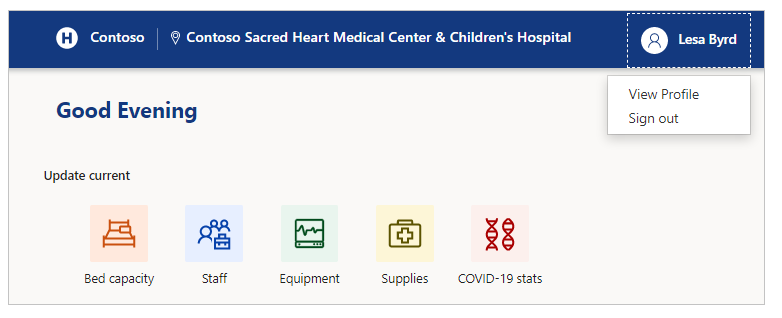 H Contoso Contoso Sacred Heart Medical Center & Children's Hospital Lesa Byrd
View Profile
Sign out
Good Evening
Update current
Bed capacity Staff Equipment Supplies COVID-19 stats